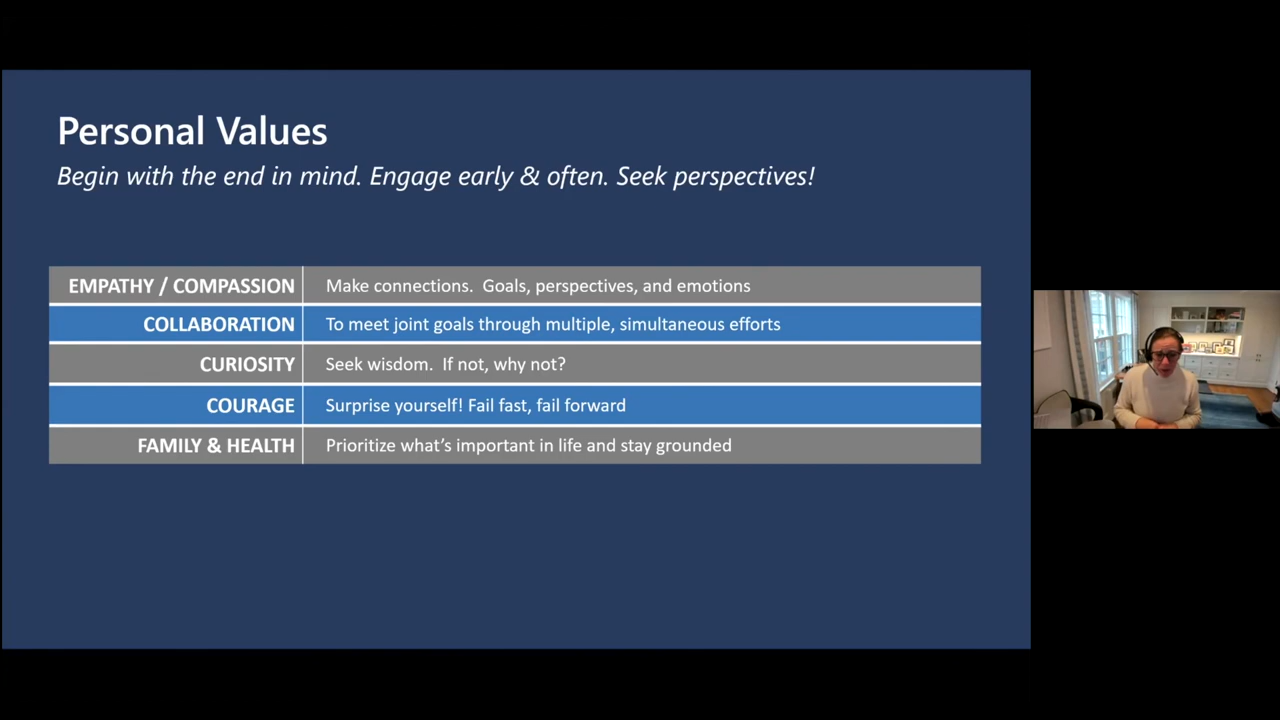 Personal Values
Begin with the end in mind. Engage early & often. Seek perspectives!
EMPATHY / COMPASSION Make connections.  Goals, perspectives, and emotions
COLLABORATION To meet joint goals through multiple, simultaneous efforts
CURIOSITY Seek wisdom.  If not, why not?
COURAGE Surprise yourself! Fail fast, fail forward
FAMILY & HEALTH Prioritize what’s important in life and stay grounded